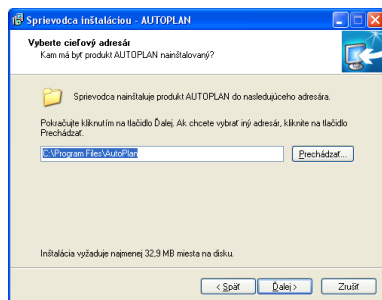 Sprievodca inštaláciou - AUTOPLAN
Vyberte cieľový adresár
Kam má byť produkt AUTOPLAN nainštalovaný?
Sprievodca nainštaluje produkt AUTOPLAN do nasledujúceho adresára.
Pokračujte kliknutím na tlačidlo Ďalej. Ak chcete vybrať iný adresár, kliknite na tlačidlo
Prechádzať.
C:\Program Files\AutoPlan
Prechádzať...
Inštalácia vyžaduje najmenej 32,9 MB miesta na disku.
< Späť
Ďalej >
Zrušiť